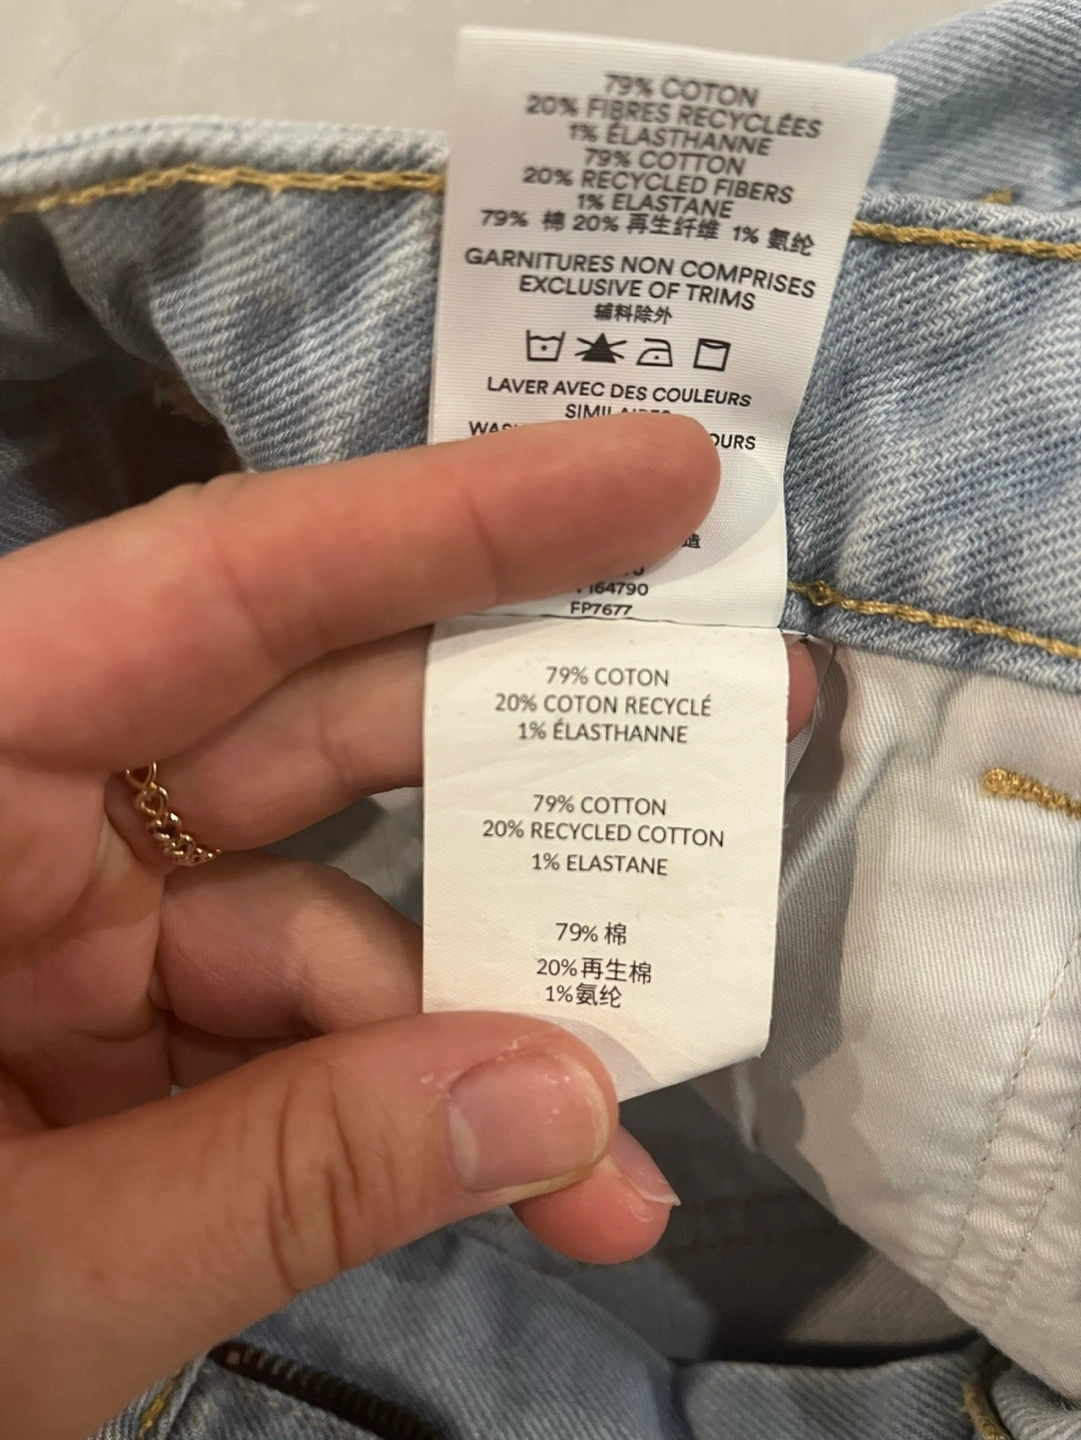 79% COTON
20% FIBRES RECYCLÉES
1% ÉLASTHANNE
79% COTTON
20% RECYCLED FIBERS
1% ELASTANE
79% 棉 20% 再生纤维 1% 氨纶
GARNITURES NON COMPRISES
EXCLUSIVE OF TRIMS
辅料除外
LAVER AVEC DES COULEURS
164790
FP7677
79% COTON
20% COTON RECYCLÉ
1% ÉLASTHANNE
79% COTTON
20% RECYCLED COTTON
1% ELASTANE
79% 棉
20%再生棉
1%氨纶